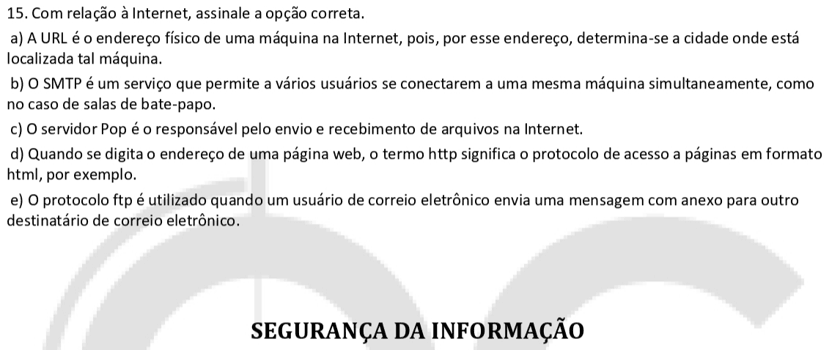 15. Com relação à Internet, assinale a opção correta.
a) A URL é o endereço físico de uma máquina na Internet, pois, por esse endereço, determina-se a cidade onde está
localizada tal máquina.
b) O SMTP é um serviço que permite a vários usuários se conectarem a uma mesma máquina simultaneamente, como
no caso de salas de bate-papo.
c) O servidor Pop é o responsável pelo envio e recebimento de arquivos na Internet.
d) Quando se digita o endereço de uma página web, o termo http significa o protocolo de acesso a páginas em formato
html, por exemplo.
e) O protocolo ftp é utilizado quando um usuário de correio eletrônico envia uma mensagem com anexo para outro
destinatário de correio eletrônico.
SEGURANÇA DA INFORMAÇÃO